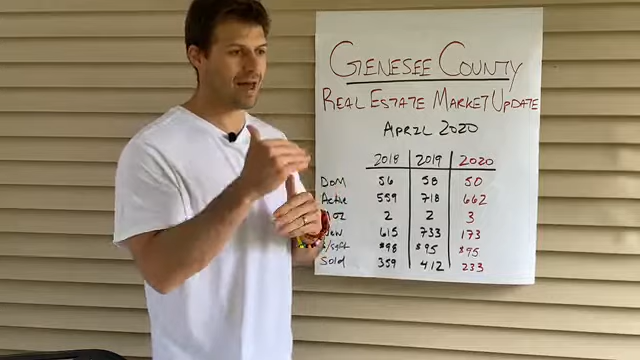 Genesee County
Real Estate Market Update
April 2020
2018 2019 2020
DOM 56 58 50
Active 559 718 662
2 2 3
615 733 173
/sqft $98 $95 $95
Sold 359 412 233